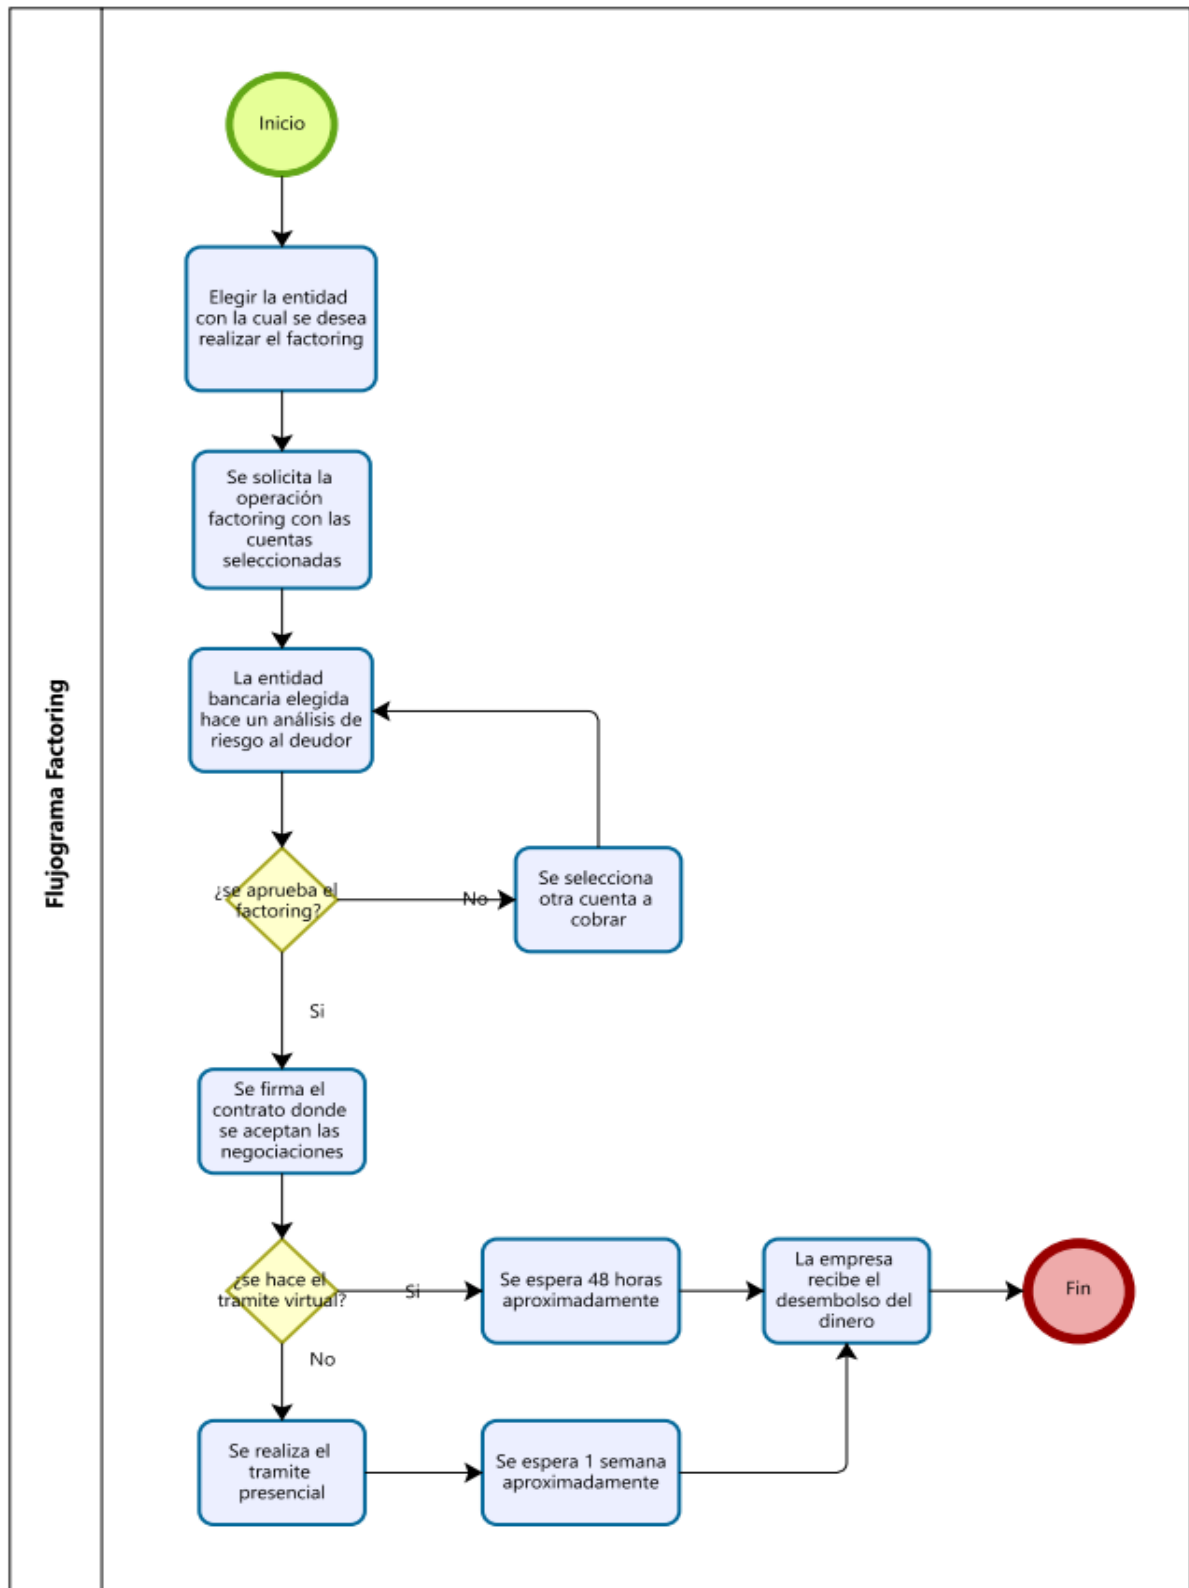 Flujograma Factoring
Inicio
Elegir la entidad
con la cual se desea
realizar el factoring
Se solicita la
operación
factoring con las
cuentas
seleccionadas
La entidad
bancaria elegida
hace un análisis de
riesgo al deudor
¿se aprueba el
factoring?
No
Se selecciona
otra cuenta a
cobrar
Si
Se firma el
contrato donde
se aceptan las
negociaciones
¿se hace el
tramite virtual?
Si
Se espera 48 horas
aproximadamente
La empresa
recibe el
desembolso del
dinero
Fin
No
Se realiza el
tramite
presencial
Se espera 1 semana
aproximadamente